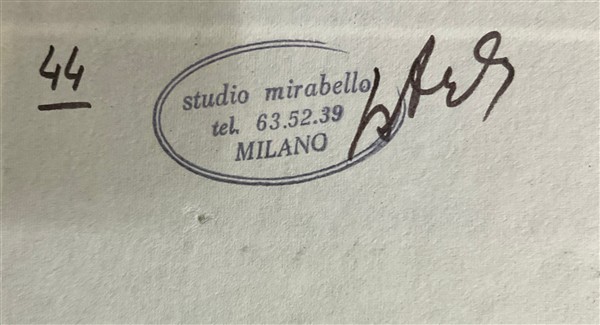 44
studio mirabello
tel. 63.52.39
MILANO